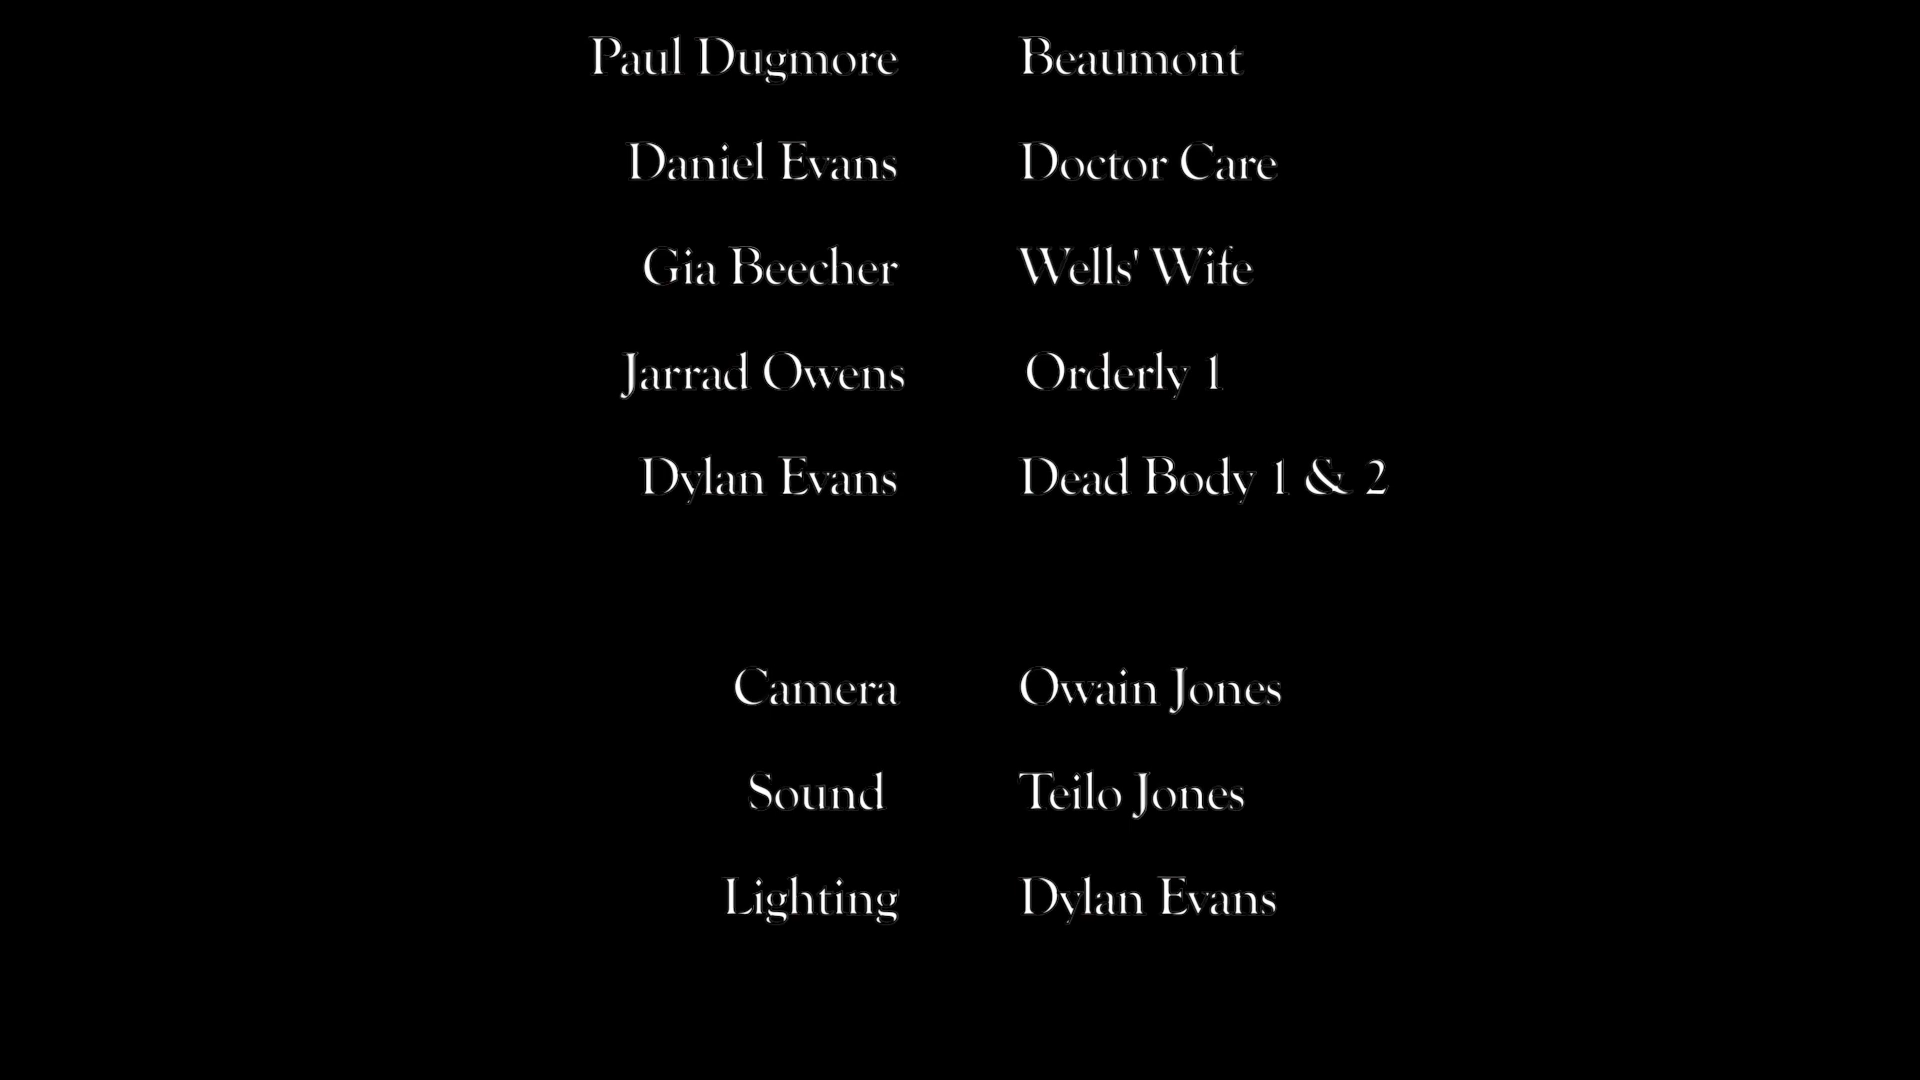 Paul Dugmore Beaumont
Daniel Evans Doctor Care
Gia Beecher Wells' Wife
Jarrad Owens Orderly 1
Dylan Evans Dead Body 1 & 2
Camera Owain Jones
Sound Teilo Jones
Lighting Dylan Evans